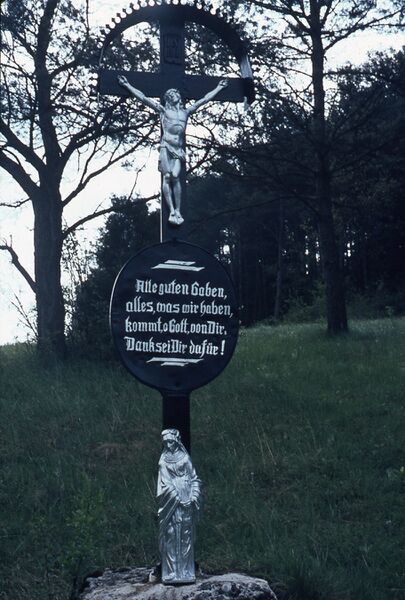 Alle guten Gaben,
alles, was wir haben,
kommt, o Gott, von Dir,
Dank sei Dir dafür!